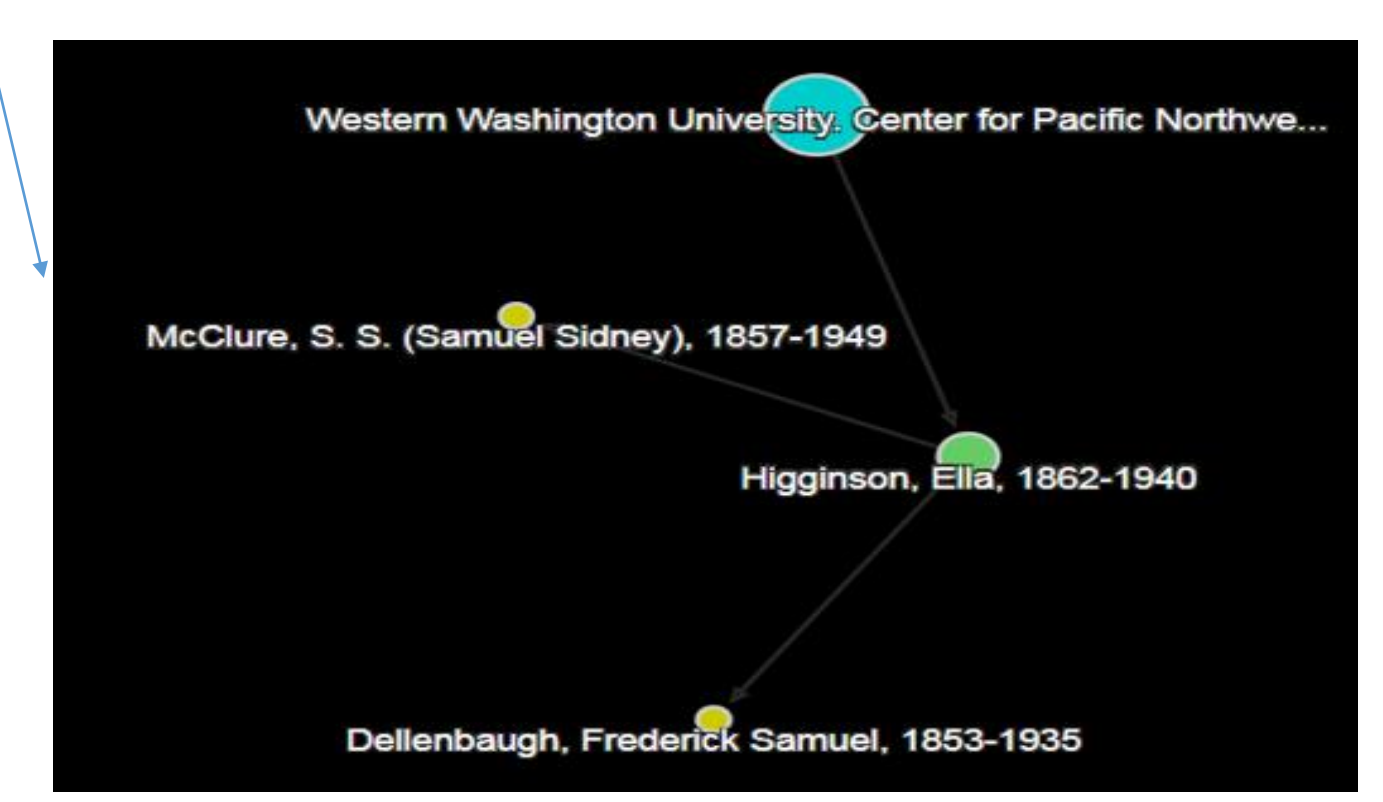 Western Washington University. Center for Pacific Northwe...
McClure, S. S. (Samuel Sidney), 1857-1949
Higginson, Ella, 1862-1940
Dellenbaugh, Frederick Samuel, 1853-1935